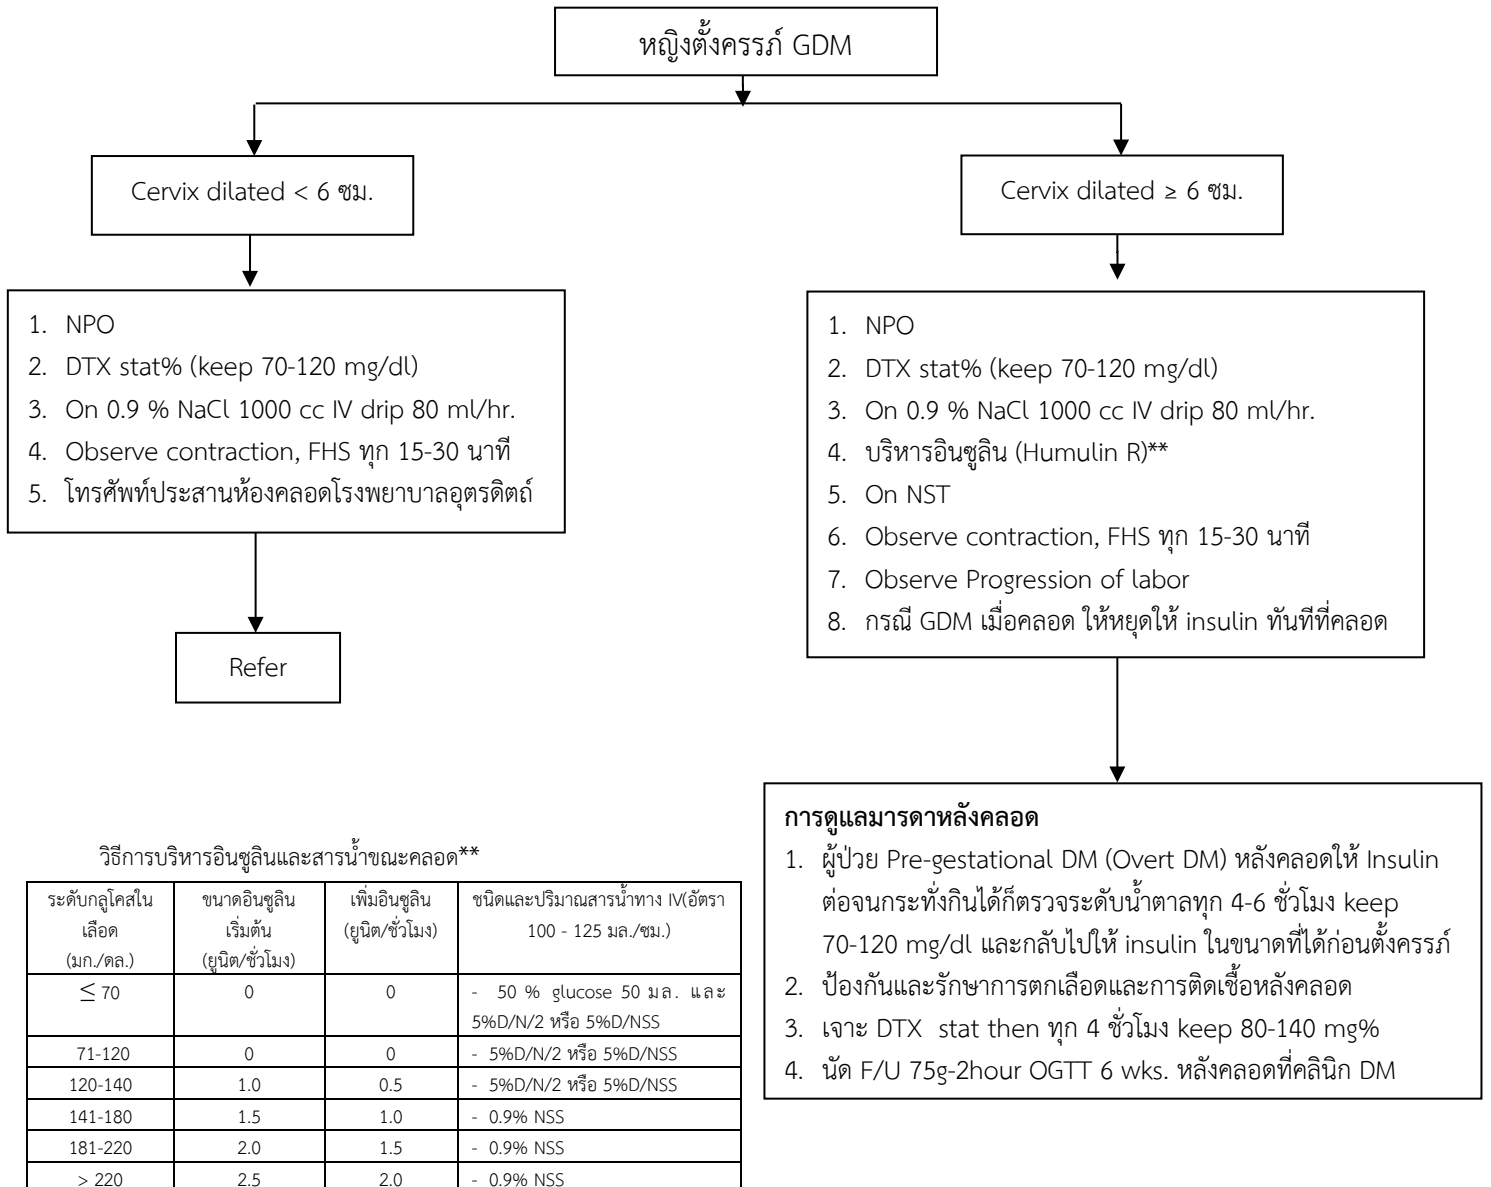 หญิงตั้งครรภ์ GDM
Cervix dilated < 6 ซม.
Cervix dilated ≥ 6 ซม.
1. NPO
2. DTX stat% (keep 70-120 mg/dl)
3. On 0.9 % NaCl 1000 cc IV drip 80 ml/hr.
4. Observe contraction, FHS ทุก 15-30 นาที
5. โทรศัพท์ประสานห้องคลอดโรงพยาบาลอุตรดิตถ์
Refer
1. NPO
2. DTX stat% (keep 70-120 mg/dl)
3. On 0.9 % NaCl 1000 cc IV drip 80 ml/hr.
4. บริหารอินซูลิน (Humulin R)**
5. On NST
6. Observe contraction, FHS ทุก 15-30 นาที
7. Observe Progression of labor
8. กรณี GDM เมื่อคลอด ให้หยุดให้ insulin ทันทีที่คลอด
การดูแลมารดาหลังคลอด
1. ผู้ป่วย Pre-gestational DM (Overt DM) หลังคลอดให้ Insulin
ต่อจนกระทั่งกินได้ก็ตรวจระดับน้ำตาลทุก 4-6 ชั่วโมง keep
70-120 mg/dl และกลับไปให้ insulin ในขนาดที่ได้ก่อนตั้งครรภ์
2. ป้องกันและรักษาการตกเลือดและการติดเชื้อหลังคลอด
3. เจาะ DTX stat then ทุก 4 ชั่วโมง keep 80-140 mg%
4. นัด F/U 75g-2hour OGTT 6 wks. หลังคลอดที่คลินิก DM
วิธีการบริหารอินซูลินและสารน้ำขณะคลอด**
ระดับกลูโคสใน ขนาดอินซูลิน เพิ่มอินซูลิน ชนิดและปริมาณสารน้ำทาง IV(อัตรา
เลือด เริ่มต้น (ยูนิต/ชั่วโมง) 100 - 125 มล./ซม.)
(มก./ดล.) (ยูนิต/ชั่วโมง)
≤ 70 0 0 - 50 % glucose 50 มล. และ
5%D/N/2 หรือ 5%D/NSS
71-120 0 0 - 5%D/N/2 หรือ 5%D/NSS
120-140 1.0 0.5 - 5%D/N/2 หรือ 5%D/NSS
141-180 1.5 1.0 - 0.9% NSS
181-220 2.0 1.5 - 0.9% NSS
> 220 2.5 2.0 - 0.9% NSS